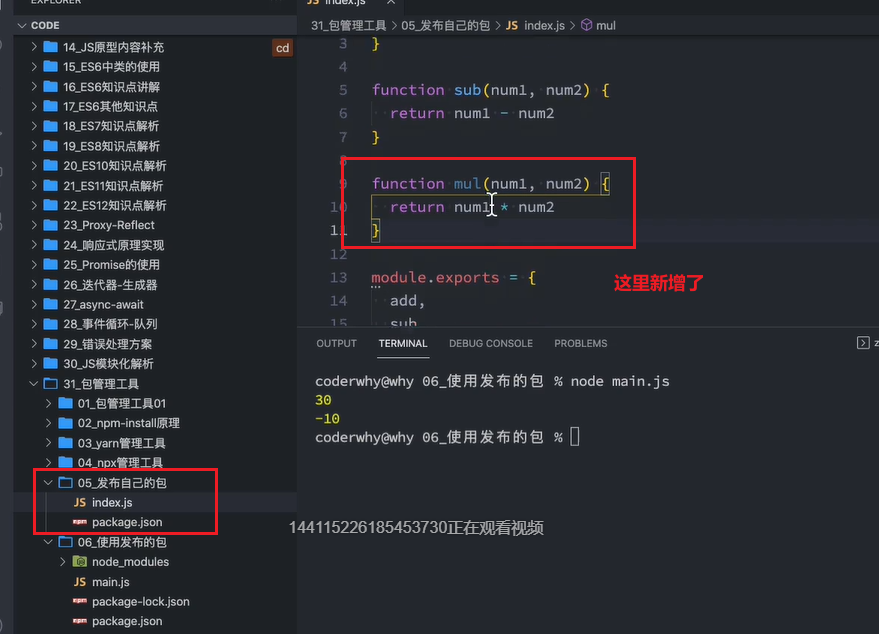 EXPLORER
CODE
14_JS原型内容补充
15_ES6中类的使用
16_ES6知识点讲解
17_ES6其他知识点
18_ES7知识点解析
19_ES8知识点解析
20_ES10知识点解析
21_ES11知识点解析
22_ES12知识点解析
23_Proxy-Reflect
24_响应式原理实现
25_Promise的使用
26_迭代器-生成器
27_async-await
28_事件循环-队列
29_错误处理方案
30_JS模块化解析
31_包管理工具
01_包管理工具01
02_npm-install原理
03_yarn管理工具
04_npx管理工具
05_发布自己的包
JS index.js
npm package.json
06_使用发布的包
node_modules
JS main.js
npm package-lock.json
npm package.json
cd
JS index.js
31_包管理工具 > 05_发布自己的包 > JS index.js > mul
3 }
4
5 function sub(num1, num2) {
6 return num1 - num2
7 }
8
9 function mul(num1, num2) {
10 return num1 * num2
11 }
12
13 module.exports = {
14 add,
15 sub
这里新增了
OUTPUT TERMINAL DEBUG CONSOLE PROBLEMS
coderwhy@why 06_使用发布的包 % node main.js
30
-10
coderwhy@why 06_使用发布的包 %
144115226185453730正在观看视频